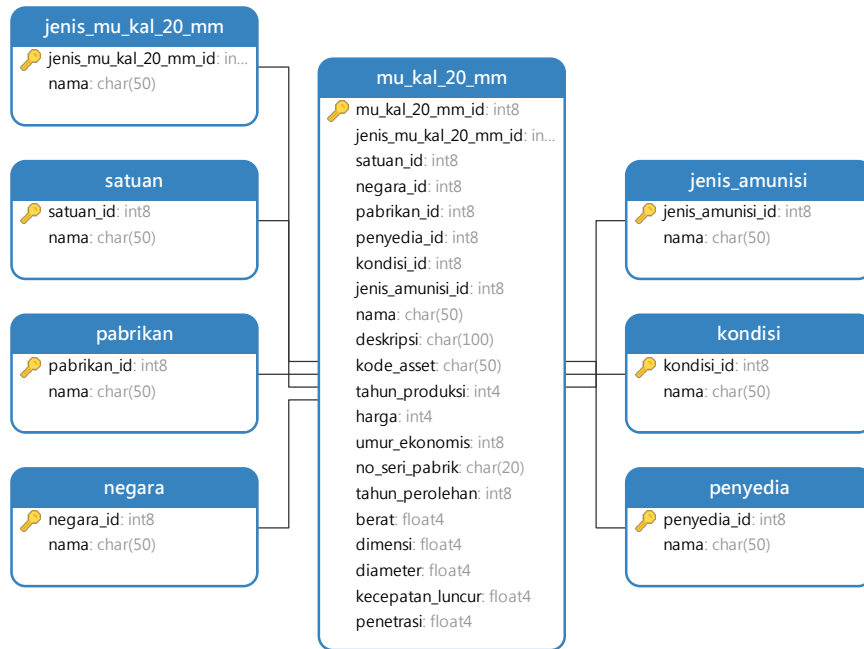 jenis_mu_kal_20_mm
jenis_mu_kal_20_mm_id: in...
nama: char(50)
satuan
satuan_id: int8
nama: char(50)
pabrikan
pabrikan_id: int8
nama: char(50)
negara
negara_id: int8
nama: char(50)
mu_kal_20_mm
mu_kal_20_mm_id: int8
jenis_mu_kal_20_mm_id: in...
satuan_id: int8
negara_id: int8
pabrikan_id: int8
penyedia_id: int8
kondisi_id: int8
jenis_amunisi_id: int8
nama: char(50)
deskripsi: char(100)
kode_asset: char(50)
tahun_produksi: int4
harga: int4
umur_ekonomis: int8
no_seri_pabrik: char(20)
tahun_perolehan: int8
berat: float4
dimensi: float4
diameter: float4
kecepatan_luncur: float4
penetrasi: float4
jenis_amunisi
jenis_amunisi_id: int8
nama: char(50)
kondisi
kondisi_id: int8
nama: char(50)
penyedia
penyedia_id: int8
nama: char(50)